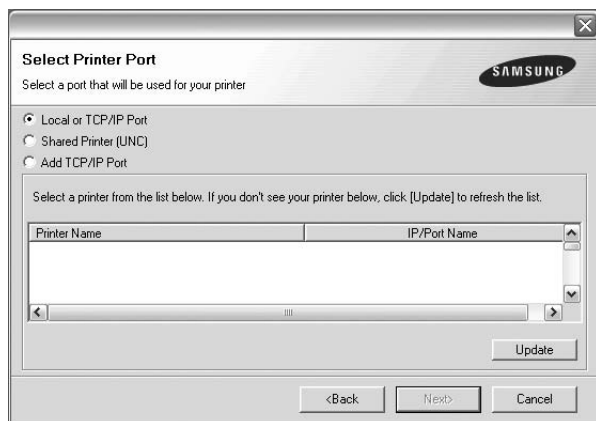 Select Printer Port
Select a port that will be used for your printer
SAMSUNG
Local or TCP/IP Port
Shared Printer (UNC)
Add TCP/IP Port
Select a printer from the list below. If you don't see your printer below, click [Update] to refresh the list.
Printer Name IP/Port Name
Update
<Back Next> Cancel